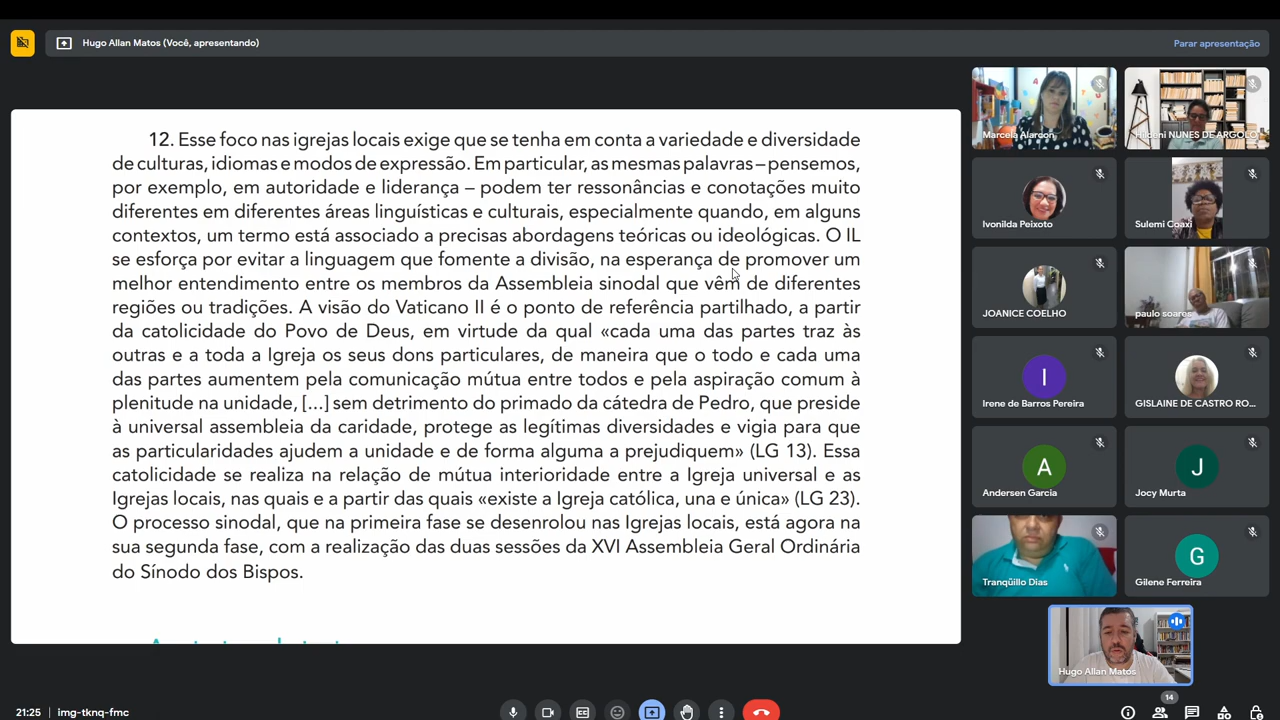 Hugo Allan Matos (Você, apresentando)
Parar apresentação
12. Esse foco nas igrejas locais exige que se tenha em conta a variedade e diversidade
de culturas, idiomas e modos de expressão. Em particular, as mesmas palavras – pensemos,
por exemplo, em autoridade e liderança – podem ter ressonâncias e conotações muito
diferentes em diferentes áreas linguísticas e culturais, especialmente quando, em alguns
contextos, um termo está associado a precisas abordagens teóricas ou ideológicas. O IL
se esforça por evitar a linguagem que fomente a divisão, na esperança de promover um
melhor entendimento entre os membros da Assembleia sinodal que vêm de diferentes
regiões ou tradições. A visão do Vaticano II é o ponto de referência partilhado, a partir
da catolicidade do Povo de Deus, em virtude da qual «cada uma das partes traz às
outras e a toda a Igreja os seus dons particulares, de maneira que o todo e cada uma
das partes aumentem pela comunicação mútua entre todos e pela aspiração comum à
plenitude na unidade, [...] sem detrimento do primado da cátedra de Pedro, que preside
à universal assembleia da caridade, protege as legítimas diversidades e vigia para que
as particularidades ajudem a unidade e de forma alguma a prejudiquem» (LG 13). Essa
catolicidade se realiza na relação de mútua interioridade entre a Igreja universal e as
Igrejas locais, nas quais e a partir das quais «existe a Igreja católica, una e única» (LG 23).
O processo sinodal, que na primeira fase se desenrolou nas Igrejas locais, está agora na
sua segunda fase, com a realização das duas sessões da XVI Assembleia Geral Ordinária
do Sínodo dos Bispos.
Marcela Alarcon
Hildeni NUNES DE ARGOLO
Ivonilda Peixoto
Sulemi Coaxi
JOANICE COELHO
paulo soares
I
Irene de Barros Pereira
GISLAINE DE CASTRO RO...
A
Andersen Garcia
J
Jocy Murta
Tranqüillo Dias
G
Gilene Ferreira
Hugo Allan Matos
14
21:25 | img-tknq-fmc